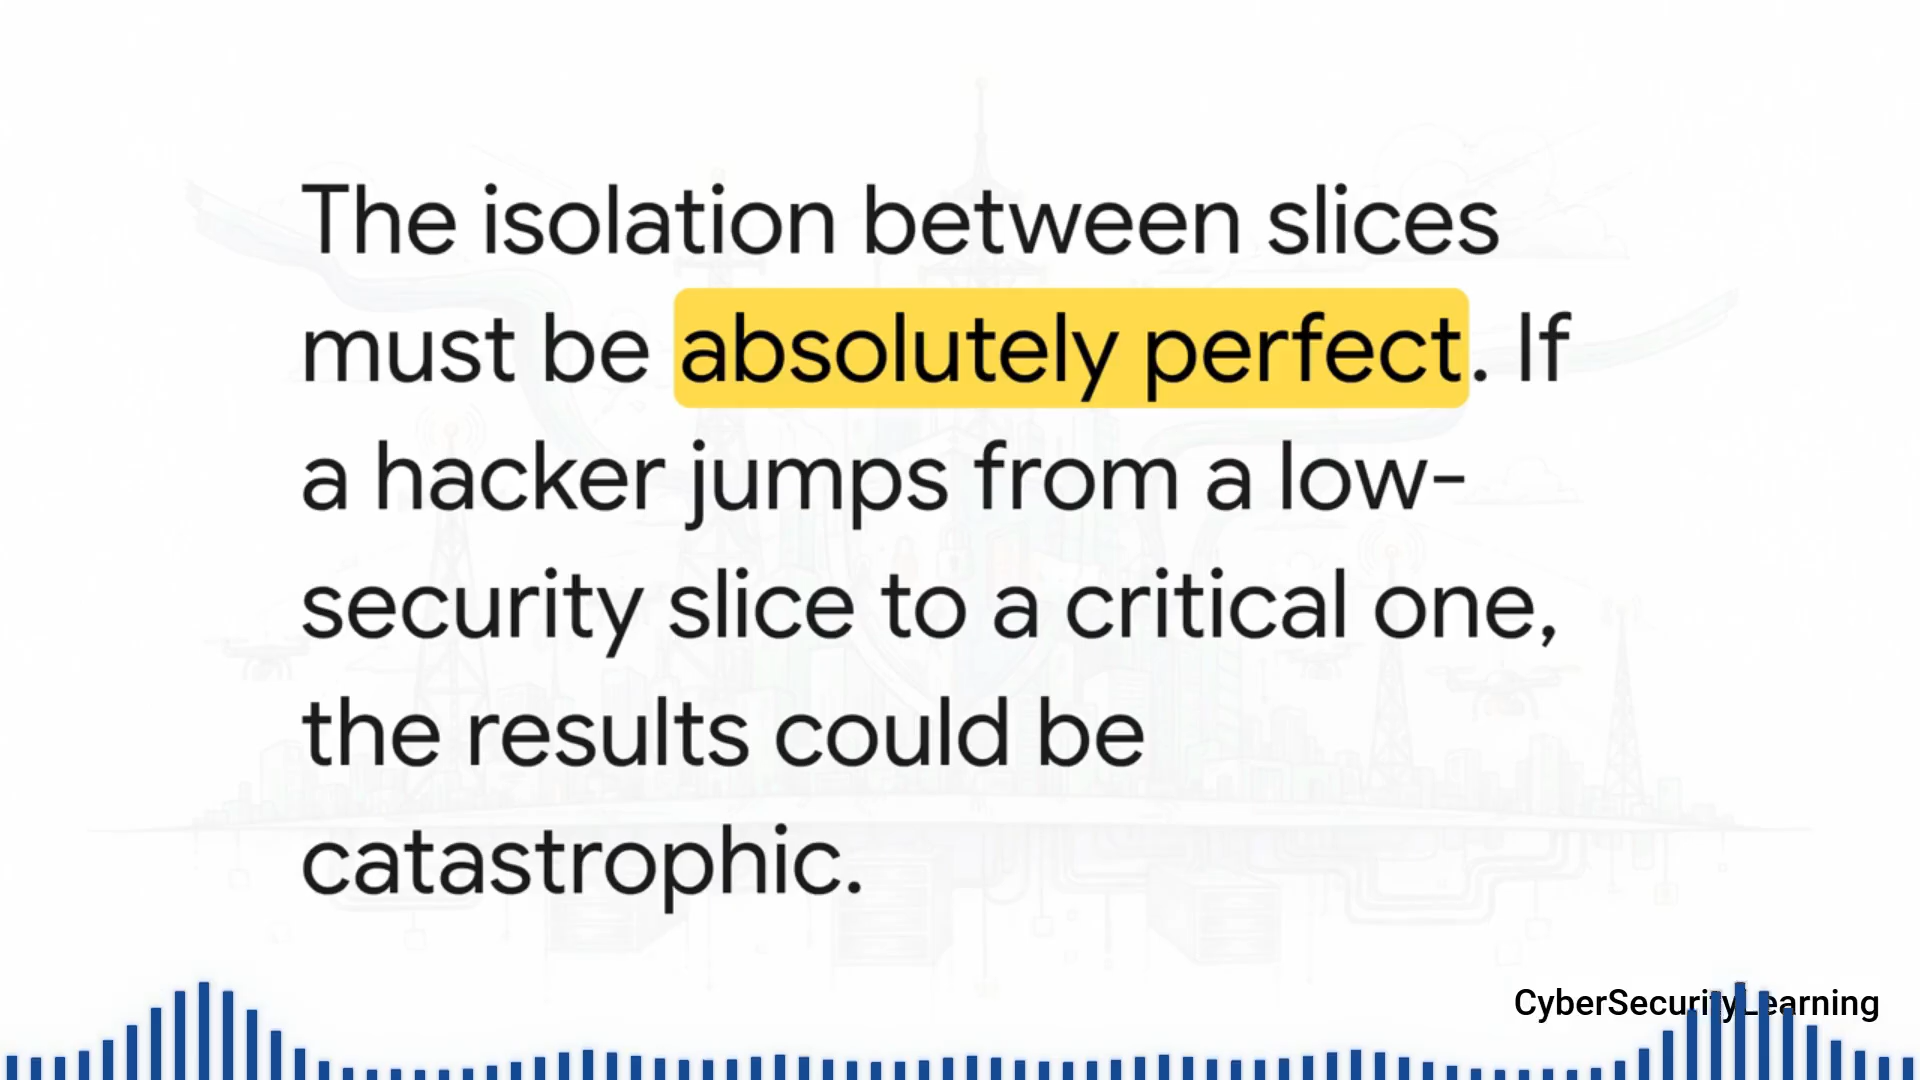 The isolation between slices
must be absolutely perfect. If
a hacker jumps from a low-
security slice to a critical one,
the results could be
catastrophic.
CyberSecurityLearning